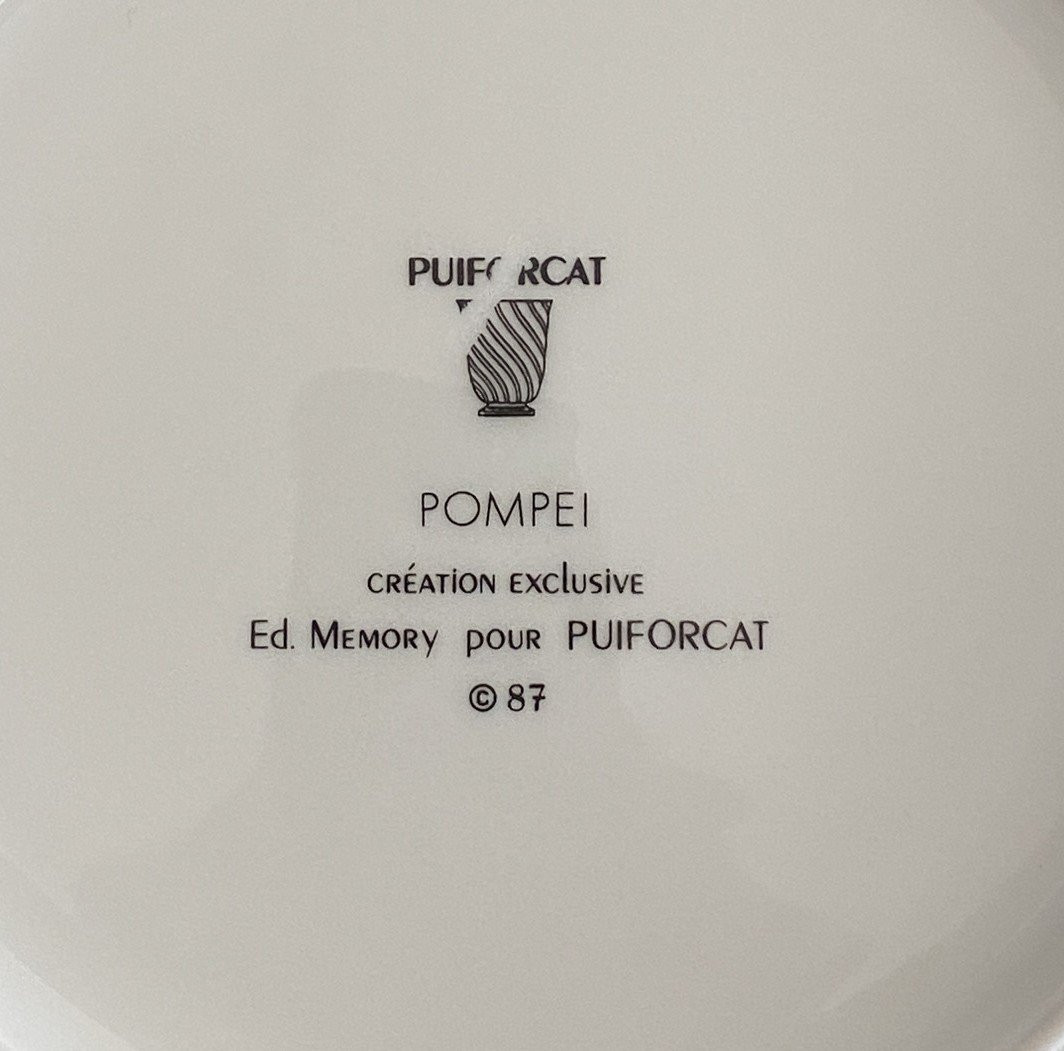 PUIFORCAT
POMPEI
CRÉATION EXCLUSIVE
Ed. MEMORY POUR PUIFORCAT
© 87